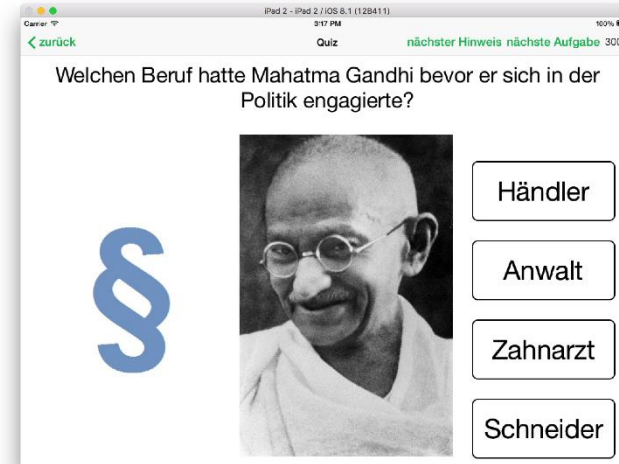 iPad 2 - iPad 2 / iOS 8.1 (12B411)
Carrier 3:17 PM 100%
zurück Quiz nächster Hinweis nächste Aufgabe 300
Welchen Beruf hatte Mahatma Gandhi bevor er sich in der
Politik engagierte?
§
Händler
Anwalt
Zahnarzt
Schneider